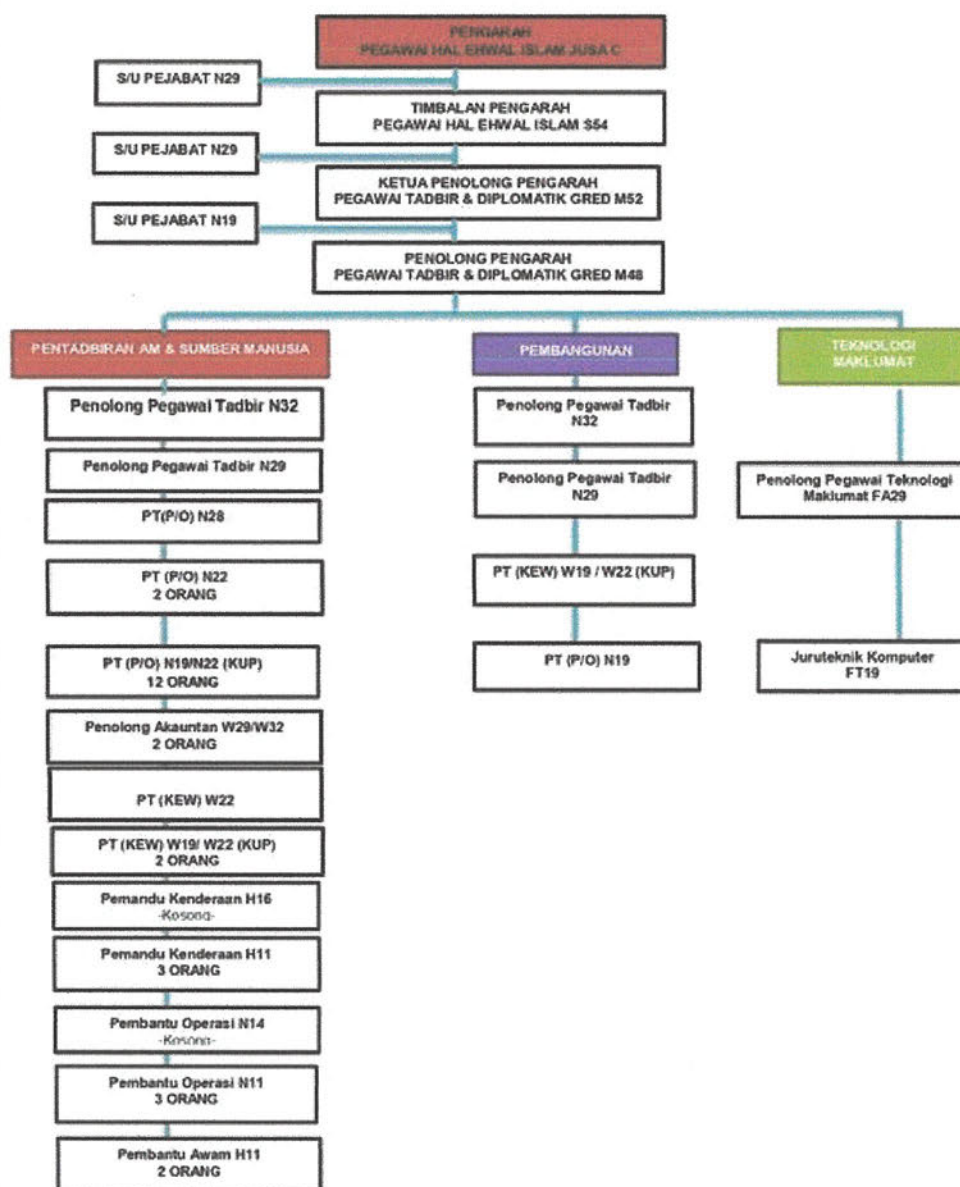 PENGARAH
PEGAWAI HAL EHWAL ISLAM JUSA C
S/U PEJABAT N29
TIMBALAN PENGARAH
PEGAWAI HAL EHWAL ISLAM S54
S/U PEJABAT N29
KETUA PENOLONG PENGARAH
PEGAWAI TADBIR & DIPLOMATIK GRED M52
S/U PEJABAT N19
PENOLONG PENGARAH
PEGAWAI TADBIR & DIPLOMATIK GRED M48
PENTADBIRAN AM & SUMBER MANUSIA
Penolong Pegawai Tadbir N32
Penolong Pegawai Tadbir N29
PT(P/O) N28
PT (P/O) N22
2 ORANG
PT (P/O) N19/N22 (KUP)
12 ORANG
Penolong Akauntan W29/W32
2 ORANG
PT (KEW) W22
PT (KEW) W19/ W22 (KUP)
2 ORANG
Pemandu Kenderaan H16
-Kosong-
Pemandu Kenderaan H11
3 ORANG
Pembantu Operasi N14
-Kosong-
Pembantu Operasi N11
3 ORANG
Pembantu Awam H11
2 ORANG
PEMBANGUNAN
Penolong Pegawai Tadbir
N32
Penolong Pegawai Tadbir
N29
PT (KEW) W19 / W22 (KUP)
PT (P/O) N19
TEKNOLOGI
MAKLUMAT
Penolong Pegawai Teknologi
Maklumat FA29
Juruteknik Komputer
FT19